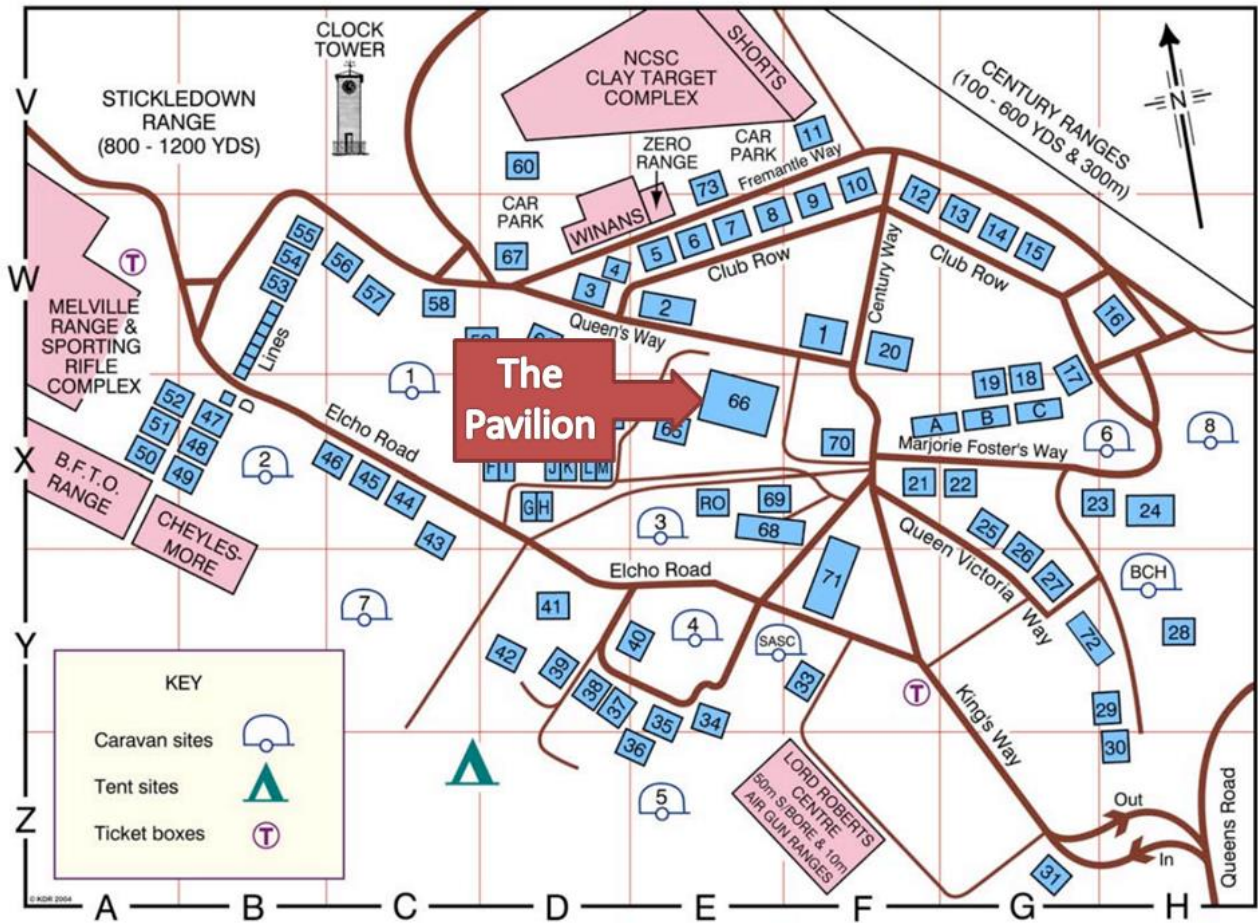 V
W
X
Y
Z
CLOCK
TOWER
STICKLEDOWN
RANGE
(800 - 1200 YDS)
NCSC
CLAY TARGET
COMPLEX
SHORTS
CENTURY RANGES
(100 - 600 YDS & 300m)
N
60
ZERO
RANGE
CAR
PARK
11
Fremantle Way
73
CAR
PARK
WINANS
67
T
MELVILLE
RANGE &
SPORTING
RIFLE
COMPLEX
55
54
53
Lines
56
57
58
5
6
7
8
9
10
4
3
2
Club Row
Queen's Way
Century Way
1
20
12
13
14
15
Club Row
16
19
18
17
A
B
C
Marjorie Foster's Way
6
8
The
Pavilion
66
65
70
1
52
51
50
47
48
49
D
2
Elcho Road
46
45
44
43
B.F.T.O.
RANGE
CHEYLES-
MORE
F
J
K
L
M
G
H
3
RO
69
68
71
21
22
23
24
25
26
27
Queen Victoria
Way
BCH
28
72
29
30
Elcho Road
7
41
42
39
38
37
40
4
35
36
34
SASC
33
T
King's Way
5
LORD ROBERTS
CENTRE
50m S/BORE & 10m
AIR GUN RANGES
Out
In
31
Queens Road
KEY
Caravan sites
Tent sites
Ticket boxes
T
© KDR 2004
A
B
C
D
E
F
G
H